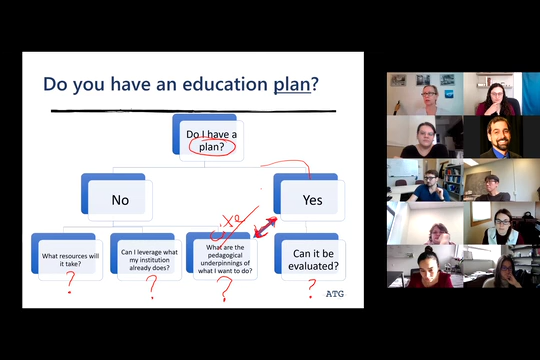 Do you have an education plan?
Do I have a
plan?
No
Yes
cite
What resources will
it take?
Can I leverage what
my institution
already does?
What are the
pedagogical
underpinnings of
what I want to do?
Can it be
evaluated?
?
?
?
?
ATG